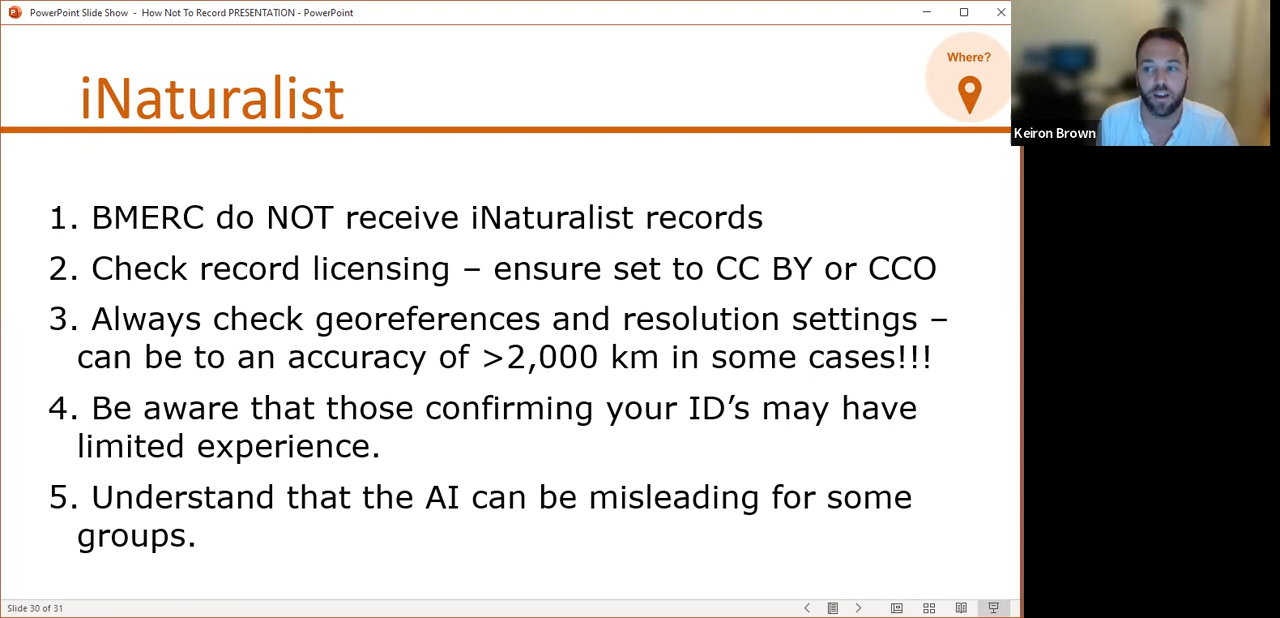 PowerPoint Slide Show - How Not To Record PRESENTATION - PowerPoint
Where?
iNaturalist
Keiron Brown
1. BMERC do NOT receive iNaturalist records
2. Check record licensing – ensure set to CC BY or CCO
3. Always check georeferences and resolution settings –
can be to an accuracy of >2,000 km in some cases!!!
4. Be aware that those confirming your ID’s may have
limited experience.
5. Understand that the AI can be misleading for some
groups.
Slide 30 of 31